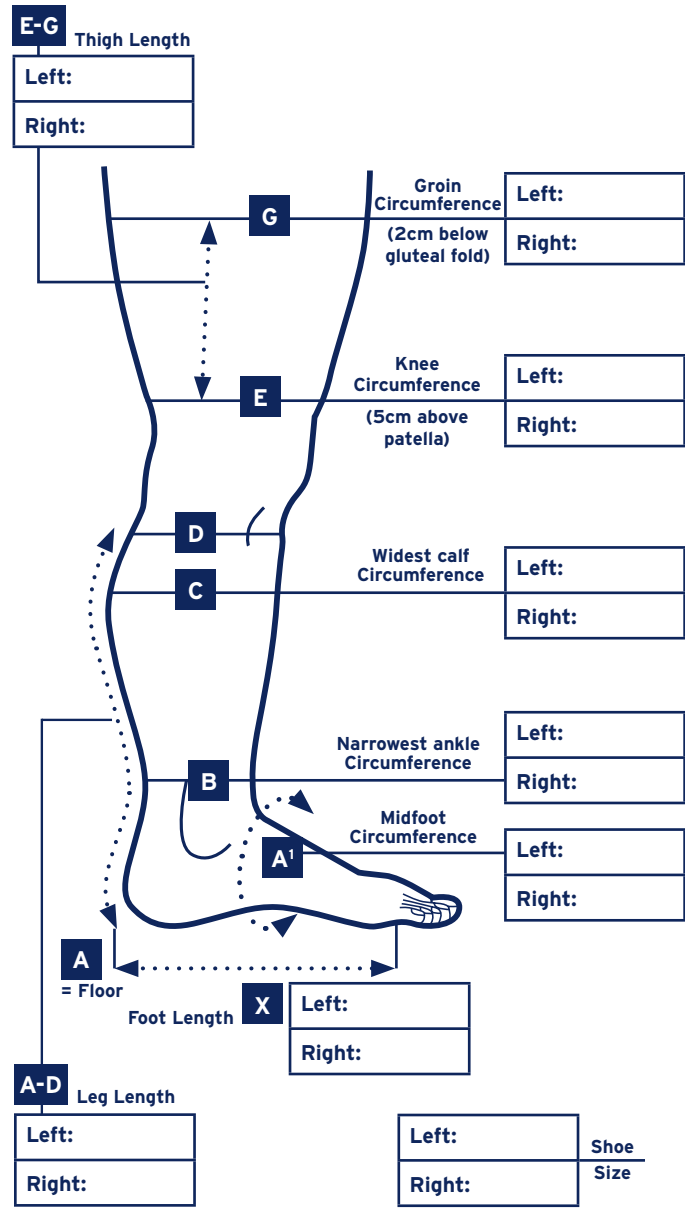 E-G
Thigh Length
Left:
Right:
G
Groin
Circumference
(2cm below
gluteal fold)
Left:
Right:
E
Knee
Circumference
(5cm above
patella)
Left:
Right:
D
C
Widest calf
Circumference
Left:
Right:
B
Narrowest ankle
Circumference
Left:
Right:
A¹
Midfoot
Circumference
Left:
Right:
A
= Floor
Foot Length
X
Left:
Right:
A-D
Leg Length
Left:
Right:
Left:
Right:
Shoe
Size